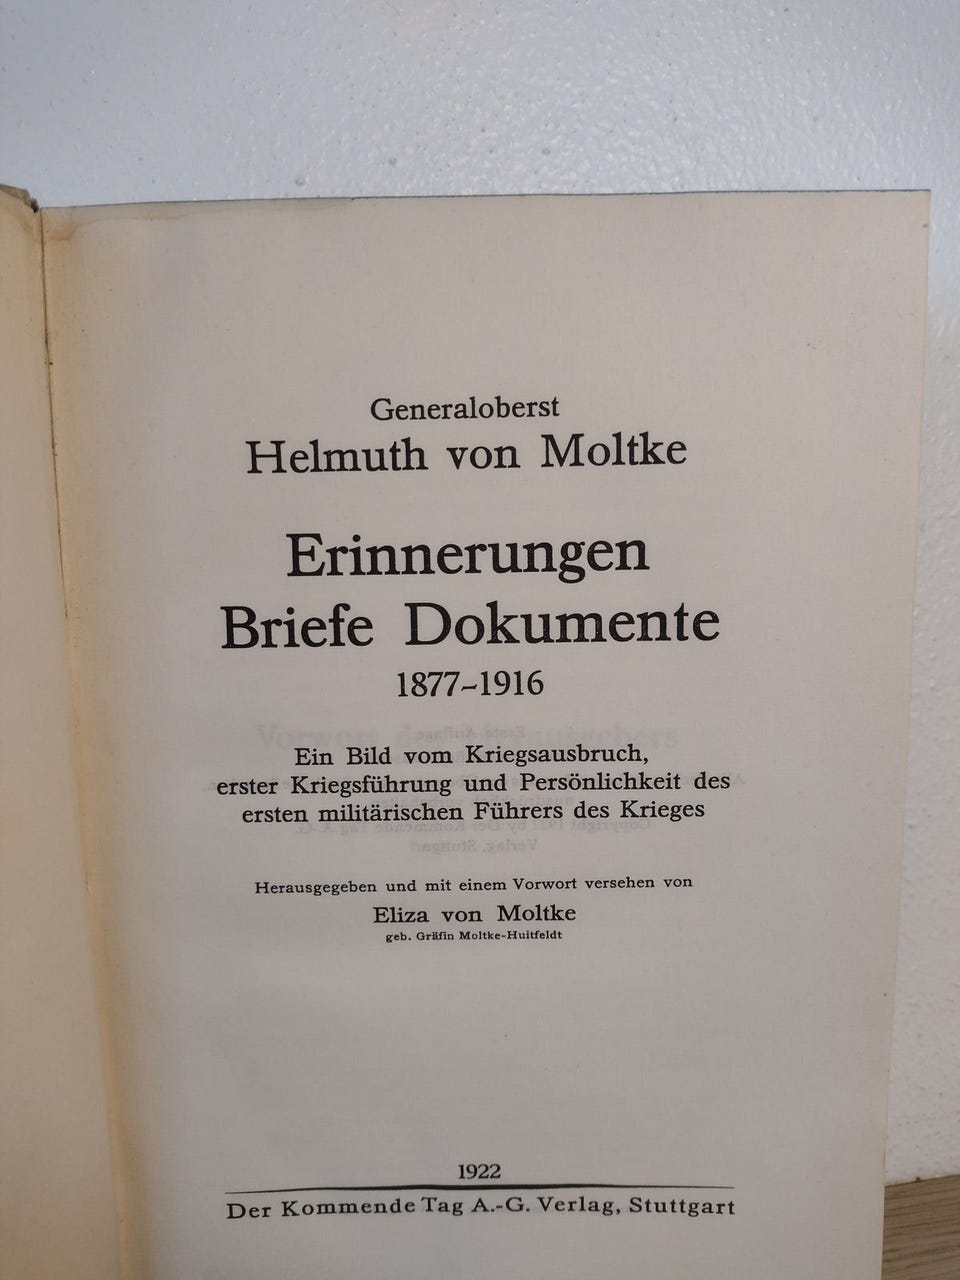 Generaloberst
Helmuth von Moltke
Erinnerungen
Briefe Dokumente
1877-1916
Ein Bild vom Kriegsausbruch,
erster Kriegsführung und Persönlichkeit des
ersten militärischen Führers des Krieges
Herausgegeben und mit einem Vorwort versehen von
Eliza von Moltke
geb. Gräfin Moltke-Huitfeldt
1922
Der Kommende Tag A.-G. Verlag, Stuttgart